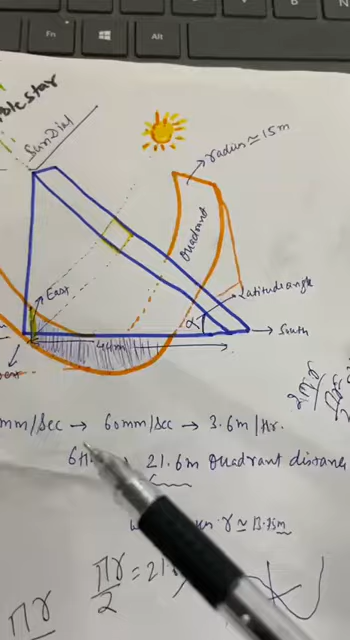 Fn
Alt
Pole star
Sun Dial
radius ≃ 15m
Quadrant
East
Latitude angle
α
South
44m
mm/sec → 60mm/sec → 3.6m/Hr.
21.6m Quadrant distance
r ≃ 13.75m
πr/2 = 21
πr